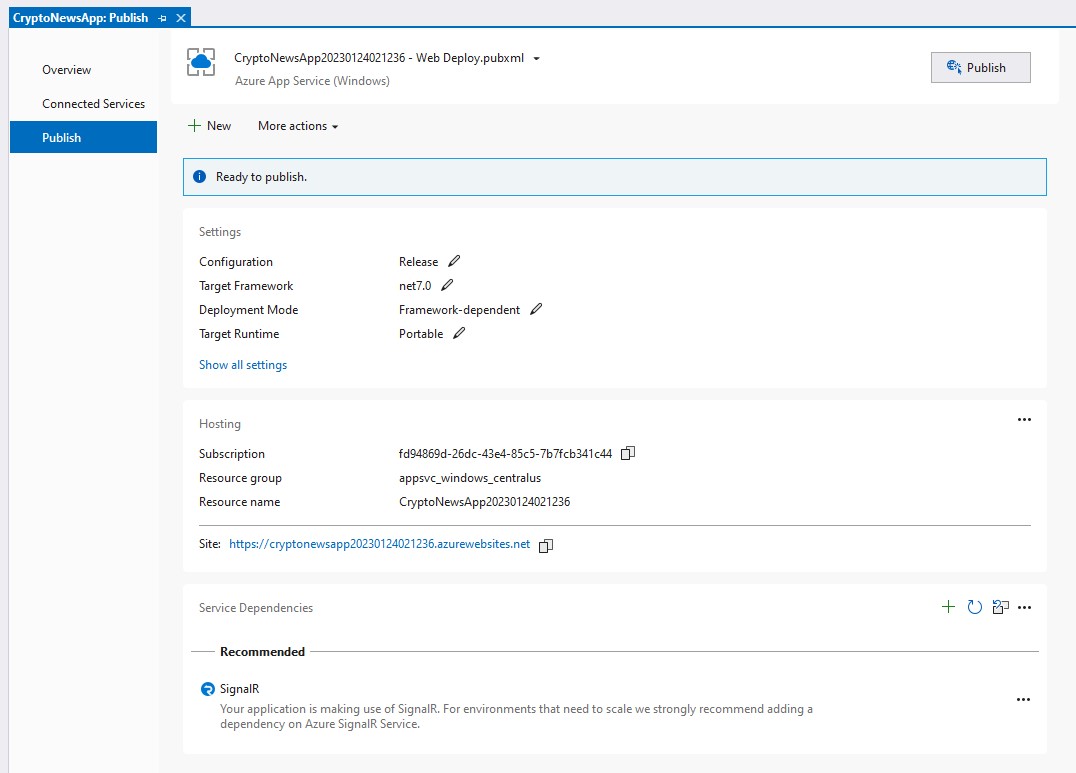 CryptoNewsApp: Publish
Overview
Connected Services
Publish
CryptoNewsApp20230124021236 - Web Deploy.pubxml
Azure App Service (Windows)
Publish
New
More actions
Ready to publish.
Settings
Configuration Release
Target Framework net7.0
Deployment Mode Framework-dependent
Target Runtime Portable
Show all settings
Hosting
Subscription fd94869d-26dc-43e4-85c5-7b7fcb341c44
Resource group appsvc_windows_centralus
Resource name CryptoNewsApp20230124021236
Site: https://cryptonewsapp20230124021236.azurewebsites.net
Service Dependencies
Recommended
SignalR
Your application is making use of SignalR. For environments that need to scale we strongly recommend adding a
dependency on Azure SignalR Service.